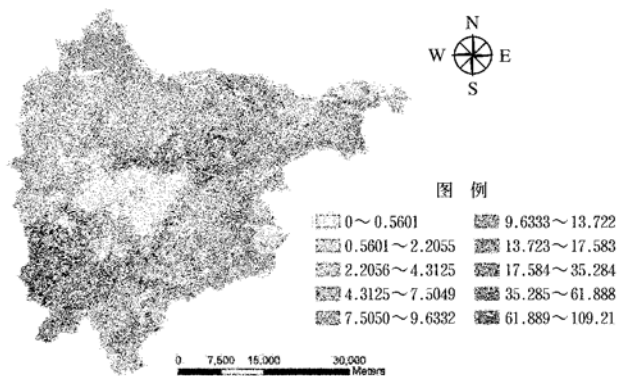 N
W E
S
图 例
0～0.5601 9.6333～13.722
0.5601～2.2055 13.723～17.583
2.2056～4.3125 17.584～35.284
4.3125～7.5049 35.285～61.888
7.5050～9.6332 61.889～109.21
0 7,500 15,000 30,000
Meters